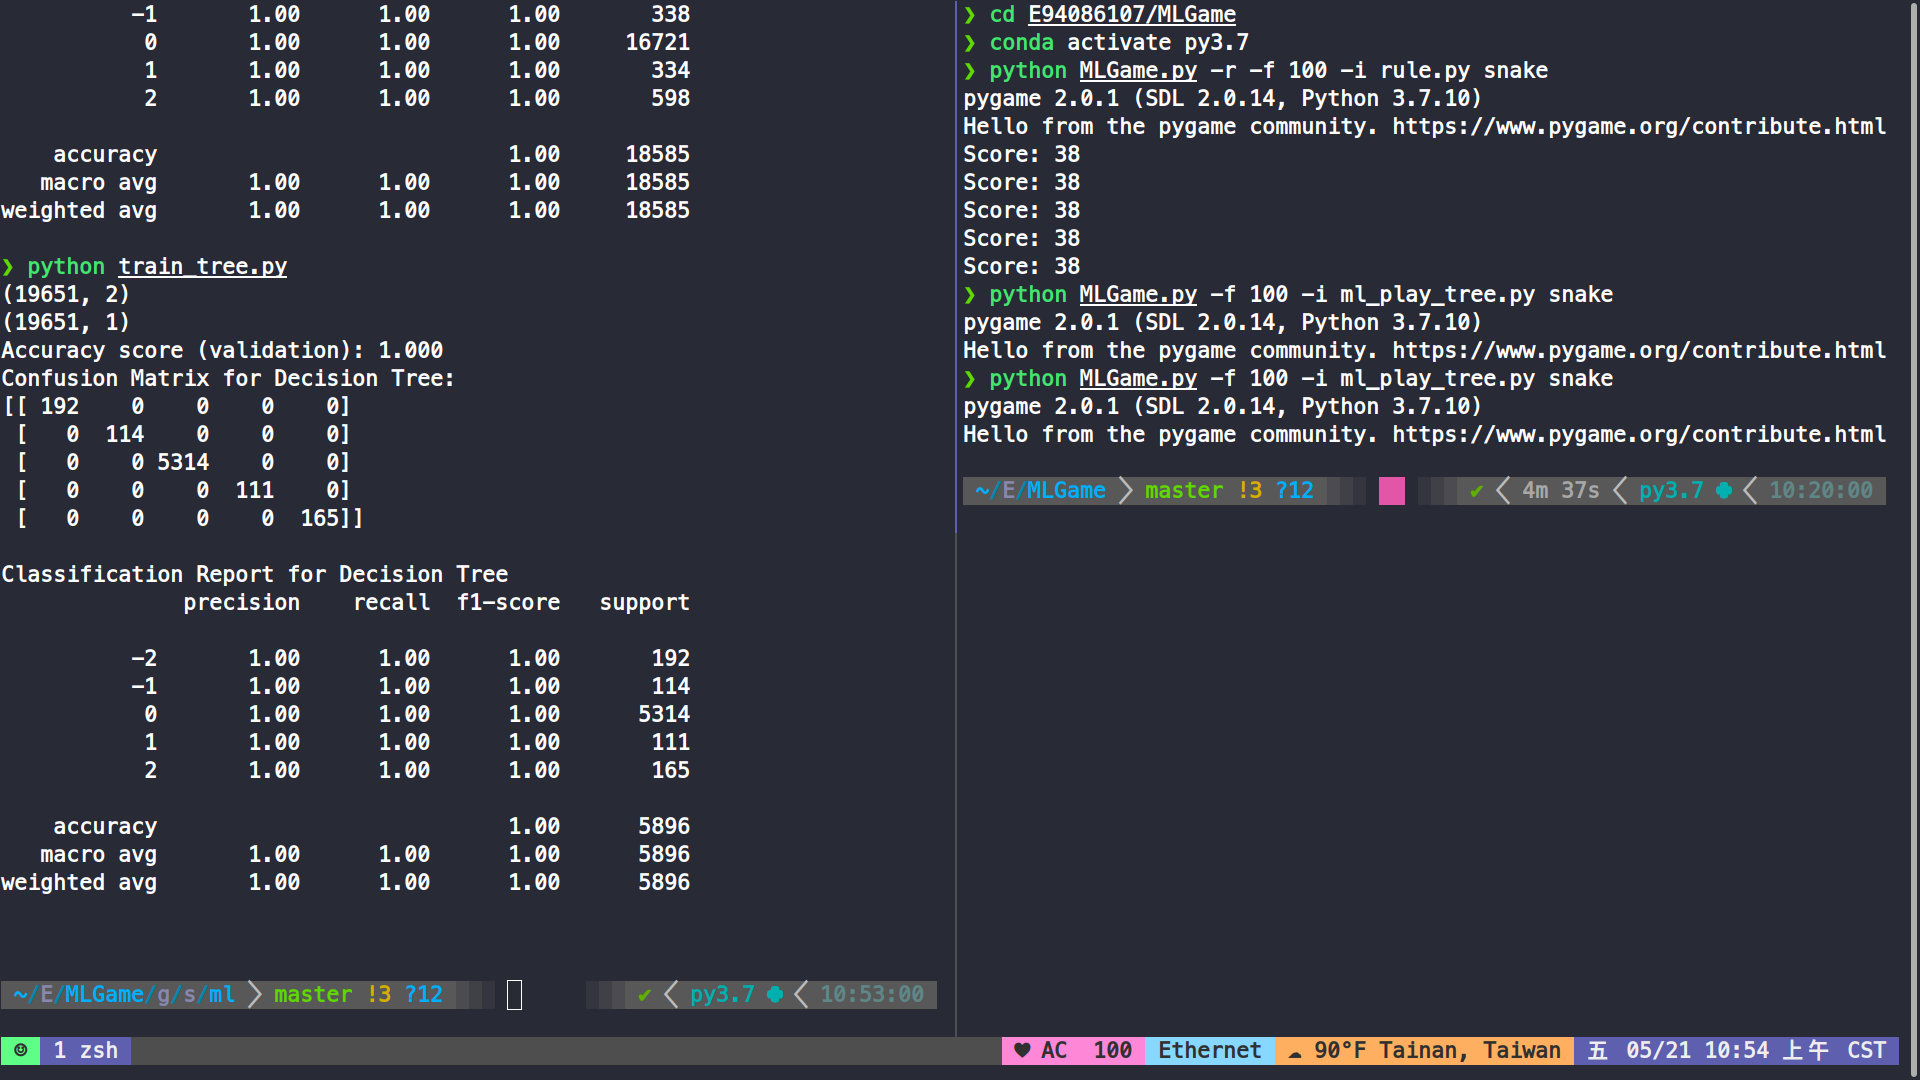 −1 1.00 1.00 1.00 338
0 1.00 1.00 1.00 16721
1 1.00 1.00 1.00 334
2 1.00 1.00 1.00 598
accuracy 1.00 18585
macro avg 1.00 1.00 1.00 18585
weighted avg 1.00 1.00 1.00 18585
❯ python train_tree.py
(19651, 2)
(19651, 1)
Accuracy score (validation): 1.000
Confusion Matrix for Decision Tree:
[[ 192 0 0 0 0]
[ 0 114 0 0 0]
[ 0 0 5314 0 0]
[ 0 0 0 111 0]
[ 0 0 0 0 165]]
Classification Report for Decision Tree
precision recall f1-score support
-2 1.00 1.00 1.00 192
-1 1.00 1.00 1.00 114
0 1.00 1.00 1.00 5314
1 1.00 1.00 1.00 111
2 1.00 1.00 1.00 165
accuracy 1.00 5896
macro avg 1.00 1.00 1.00 5896
weighted avg 1.00 1.00 1.00 5896
~/E/MLGame/g/s/ml master !3 ?12 ✔ py3.7 10:53:00
❯ cd E94086107/MLGame
❯ conda activate py3.7
❯ python MLGame.py -r -f 100 -i rule.py snake
pygame 2.0.1 (SDL 2.0.14, Python 3.7.10)
Hello from the pygame community. https://www.pygame.org/contribute.html
Score: 38
Score: 38
Score: 38
Score: 38
Score: 38
❯ python MLGame.py -f 100 -i ml_play_tree.py snake
pygame 2.0.1 (SDL 2.0.14, Python 3.7.10)
Hello from the pygame community. https://www.pygame.org/contribute.html
❯ python MLGame.py -f 100 -i ml_play_tree.py snake
pygame 2.0.1 (SDL 2.0.14, Python 3.7.10)
Hello from the pygame community. https://www.pygame.org/contribute.html
~/E/MLGame master !3 ?12 ✔ 4m 37s py3.7 10:20:00
☺ 1 zsh ♥ AC 100 Ethernet ☁ 90°F Tainan, Taiwan 五 05/21 10:54 上午 CST